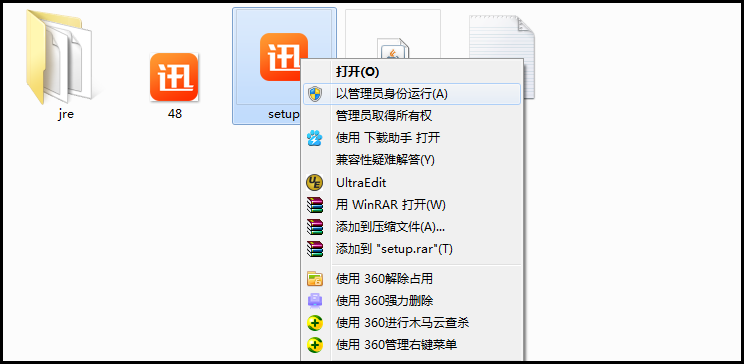 讯
讯
jre
48
setup
打开(O)
以管理员身份运行(A)
管理员取得所有权
使用 下载助手 打开
兼容性疑难解答(Y)
UE
UltraEdit
用 WinRAR 打开(W)
添加到压缩文件(A)...
添加到 "setup.rar"(T)
使用 360解除占用
使用 360强力删除
使用 360进行木马云查杀
使用 360管理右键菜单